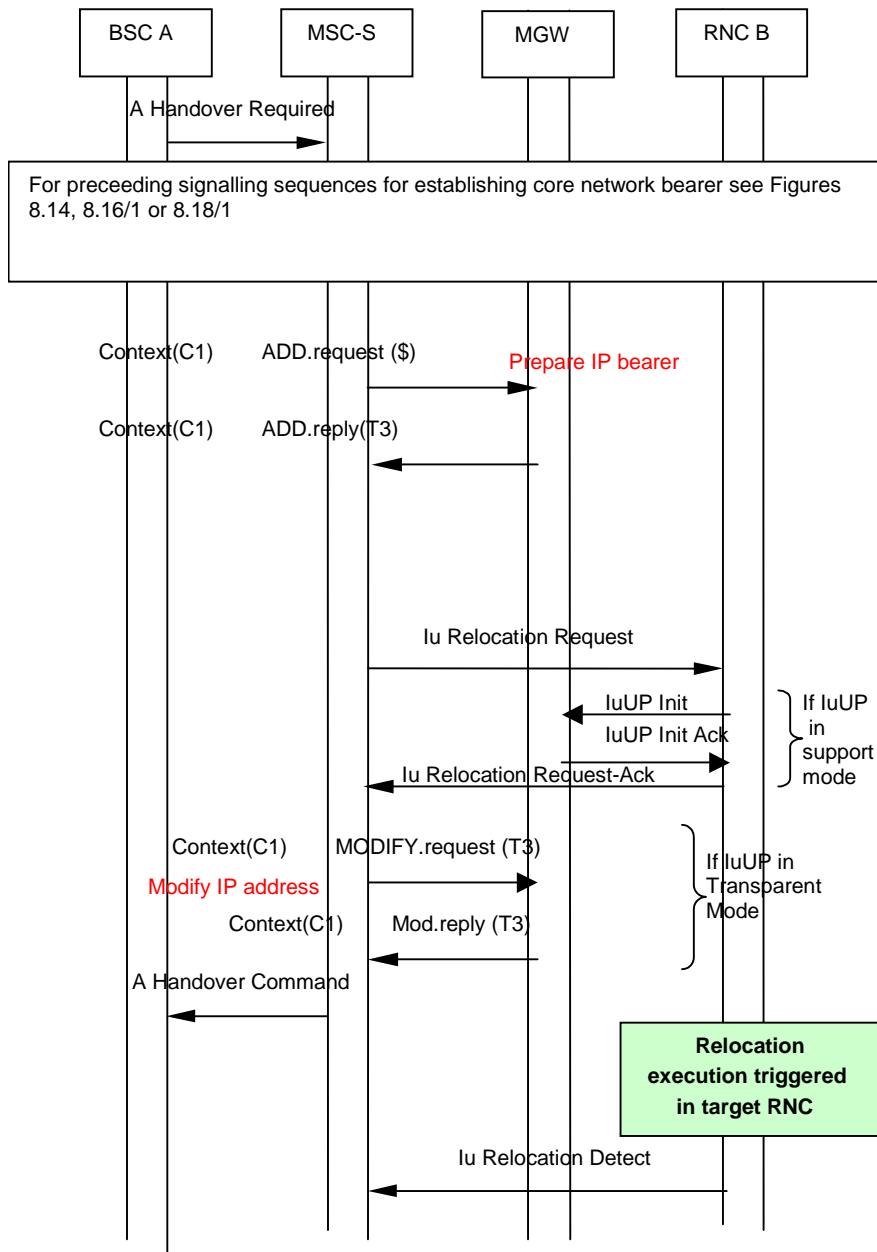 BSC A
MSC-S
MGW
RNC B
A Handover Required
For preceeding signalling sequences for establishing core network bearer see Figures
8.14, 8.16/1 or 8.18/1
Context(C1) ADD.request ($)
Prepare IP bearer
Context(C1) ADD.reply(T3)
Iu Relocation Request
IuUP Init
IuUP Init Ack
Iu Relocation Request-Ack
If IuUP
in
support
mode
Context(C1) MODIFY.request (T3)
Modify IP address
Context(C1) Mod.reply (T3)
If IuUP in
Transparent
Mode
A Handover Command
Relocation
execution triggered
in target RNC
Iu Relocation Detect